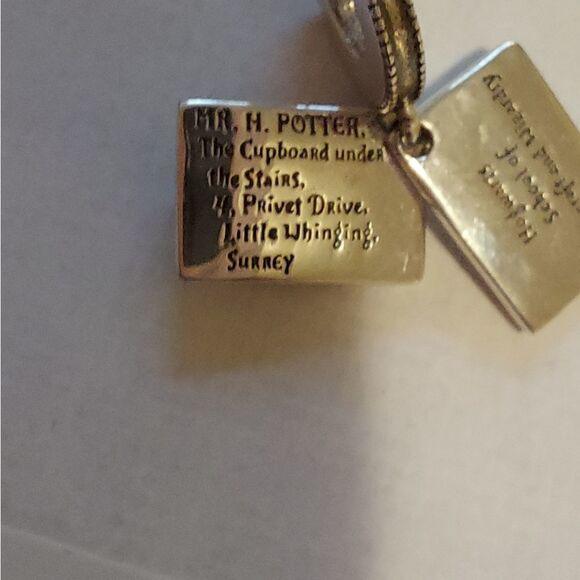 MR. H. POTTER,
The Cupboard under
the Stairs,
4, Privet Drive,
Little Whinging,
Surrey
Hogwarts
School of
and Wizardry